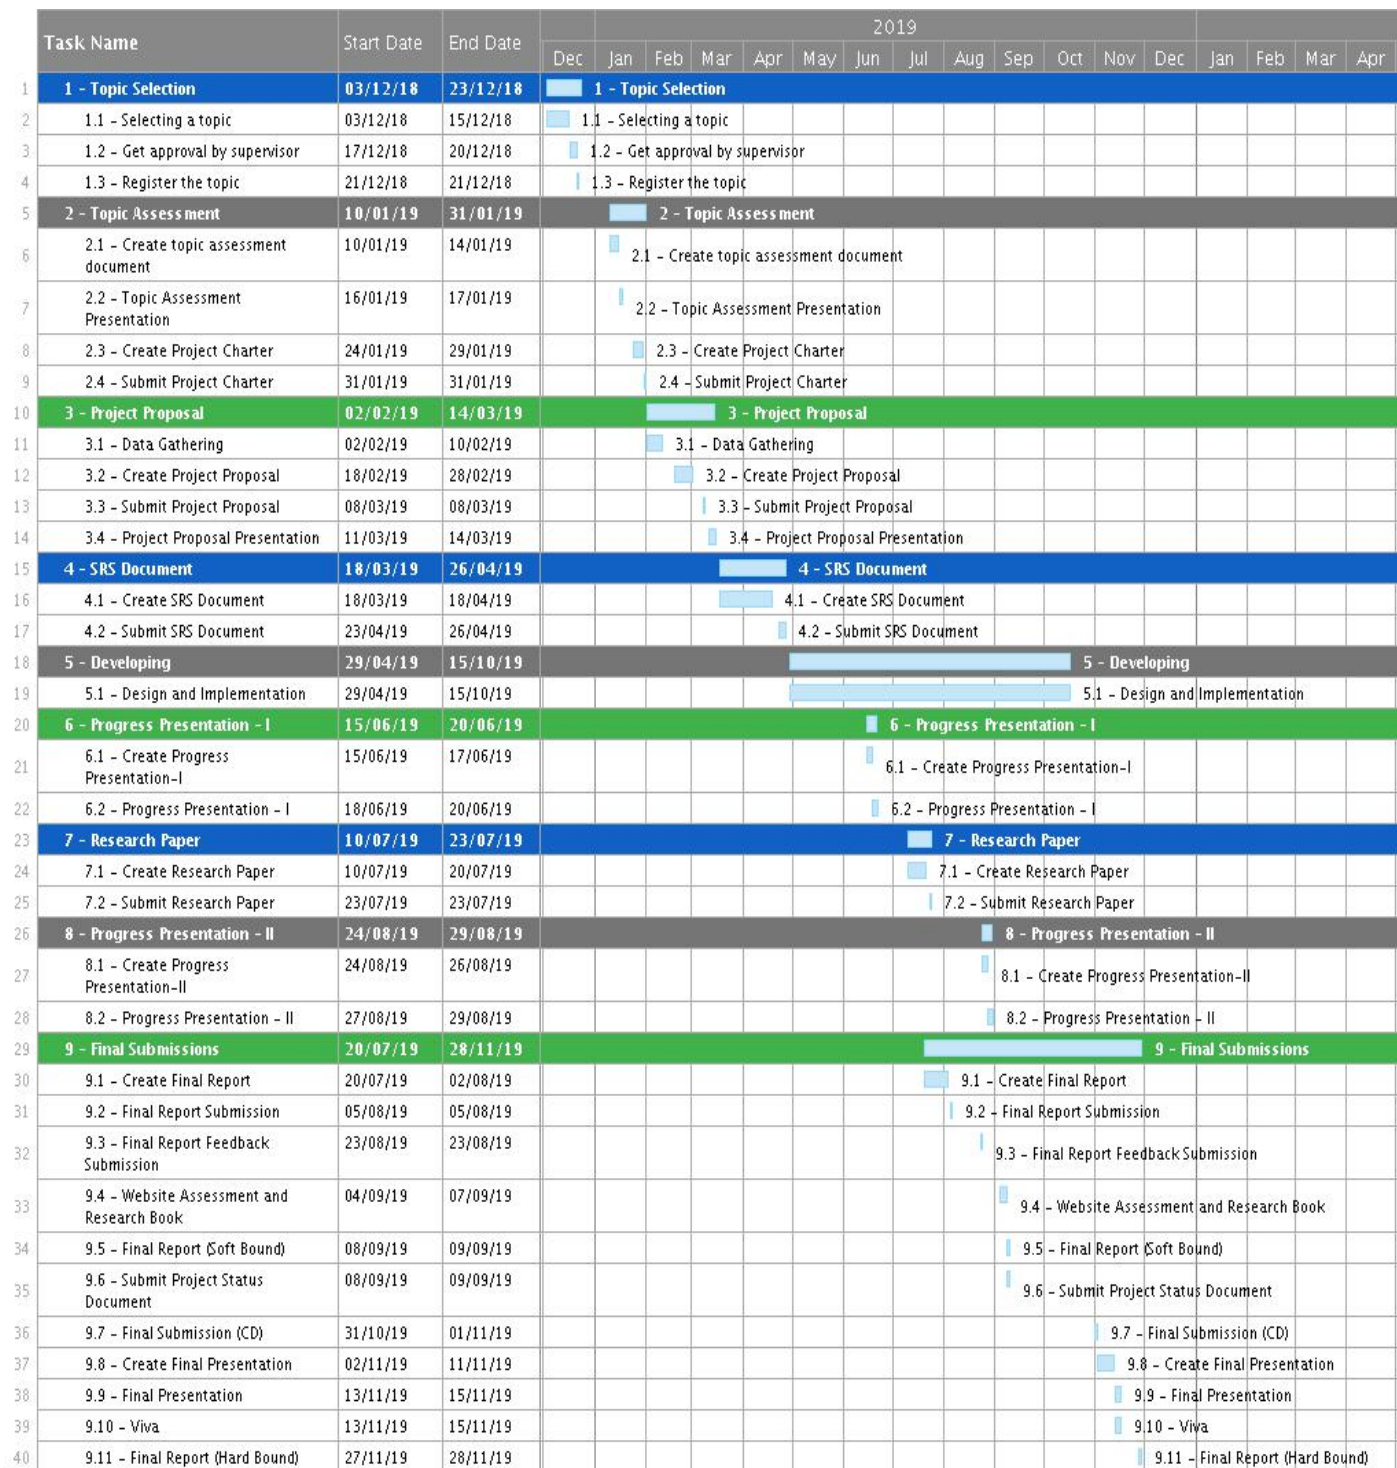 2019
Task Name Start Date End Date
Dec Jan Feb Mar Apr May Jun Jul Aug Sep Oct Nov Dec Jan Feb Mar Apr
1 1 - Topic Selection 03/12/18 23/12/18 1 - Topic Selection
2 1.1 - Selecting a topic 03/12/18 15/12/18 1.1 - Selecting a topic
3 1.2 - Get approval by supervisor 17/12/18 20/12/18 1.2 - Get approval by supervisor
4 1.3 - Register the topic 21/12/18 21/12/18 1.3 - Register the topic
5 2 - Topic Assessment 10/01/19 31/01/19 2 - Topic Assessment
6 2.1 - Create topic assessment 10/01/19 14/01/19 2.1 - Create topic assessment document
document
7 2.2 - Topic Assessment 16/01/19 17/01/19 2.2 - Topic Assessment Presentation
Presentation
8 2.3 - Create Project Charter 24/01/19 29/01/19 2.3 - Create Project Charter
9 2.4 - Submit Project Charter 31/01/19 31/01/19 2.4 - Submit Project Charter
10 3 - Project Proposal 02/02/19 14/03/19 3 - Project Proposal
11 3.1 - Data Gathering 02/02/19 10/02/19 3.1 - Data Gathering
12 3.2 - Create Project Proposal 18/02/19 28/02/19 3.2 - Create Project Proposal
13 3.3 - Submit Project Proposal 08/03/19 08/03/19 3.3 - Submit Project Proposal
14 3.4 - Project Proposal Presentation 11/03/19 14/03/19 3.4 - Project Proposal Presentation
15 4 - SRS Document 18/03/19 26/04/19 4 - SRS Document
16 4.1 - Create SRS Document 18/03/19 18/04/19 4.1 - Create SRS Document
17 4.2 - Submit SRS Document 23/04/19 26/04/19 4.2 - Submit SRS Document
18 5 - Developing 29/04/19 15/10/19 5 - Developing
19 5.1 - Design and Implementation 29/04/19 15/10/19 5.1 - Design and Implementation
20 6 - Progress Presentation - I 15/06/19 20/06/19 6 - Progress Presentation - I
21 6.1 - Create Progress 15/06/19 17/06/19 6.1 - Create Progress Presentation-I
Presentation-I
22 6.2 - Progress Presentation - I 18/06/19 20/06/19 6.2 - Progress Presentation - I
23 7 - Research Paper 10/07/19 23/07/19 7 - Research Paper
24 7.1 - Create Research Paper 10/07/19 20/07/19 7.1 - Create Research Paper
25 7.2 - Submit Research Paper 23/07/19 23/07/19 7.2 - Submit Research Paper
26 8 - Progress Presentation - II 24/08/19 29/08/19 8 - Progress Presentation - II
27 8.1 - Create Progress 24/08/19 26/08/19 8.1 - Create Progress Presentation-II
Presentation-II
28 8.2 - Progress Presentation - II 27/08/19 29/08/19 8.2 - Progress Presentation - II
29 9 - Final Submissions 20/07/19 28/11/19 9 - Final Submissions
30 9.1 - Create Final Report 20/07/19 02/08/19 9.1 - Create Final Report
31 9.2 - Final Report Submission 05/08/19 05/08/19 9.2 - Final Report Submission
32 9.3 - Final Report Feedback 23/08/19 23/08/19 9.3 - Final Report Feedback Submission
Submission
33 9.4 - Website Assessment and 04/09/19 07/09/19 9.4 - Website Assessment and Research Book
Research Book
34 9.5 - Final Report (Soft Bound) 08/09/19 09/09/19 9.5 - Final Report (Soft Bound)
35 9.6 - Submit Project Status 08/09/19 09/09/19 9.6 - Submit Project Status Document
Document
36 9.7 - Final Submission (CD) 31/10/19 01/11/19 9.7 - Final Submission (CD)
37 9.8 - Create Final Presentation 02/11/19 11/11/19 9.8 - Create Final Presentation
38 9.9 - Final Presentation 13/11/19 15/11/19 9.9 - Final Presentation
39 9.10 - Viva 13/11/19 15/11/19 9.10 - Viva
40 9.11 - Final Report (Hard Bound) 27/11/19 28/11/19 9.11 - Final Report (Hard Bound)